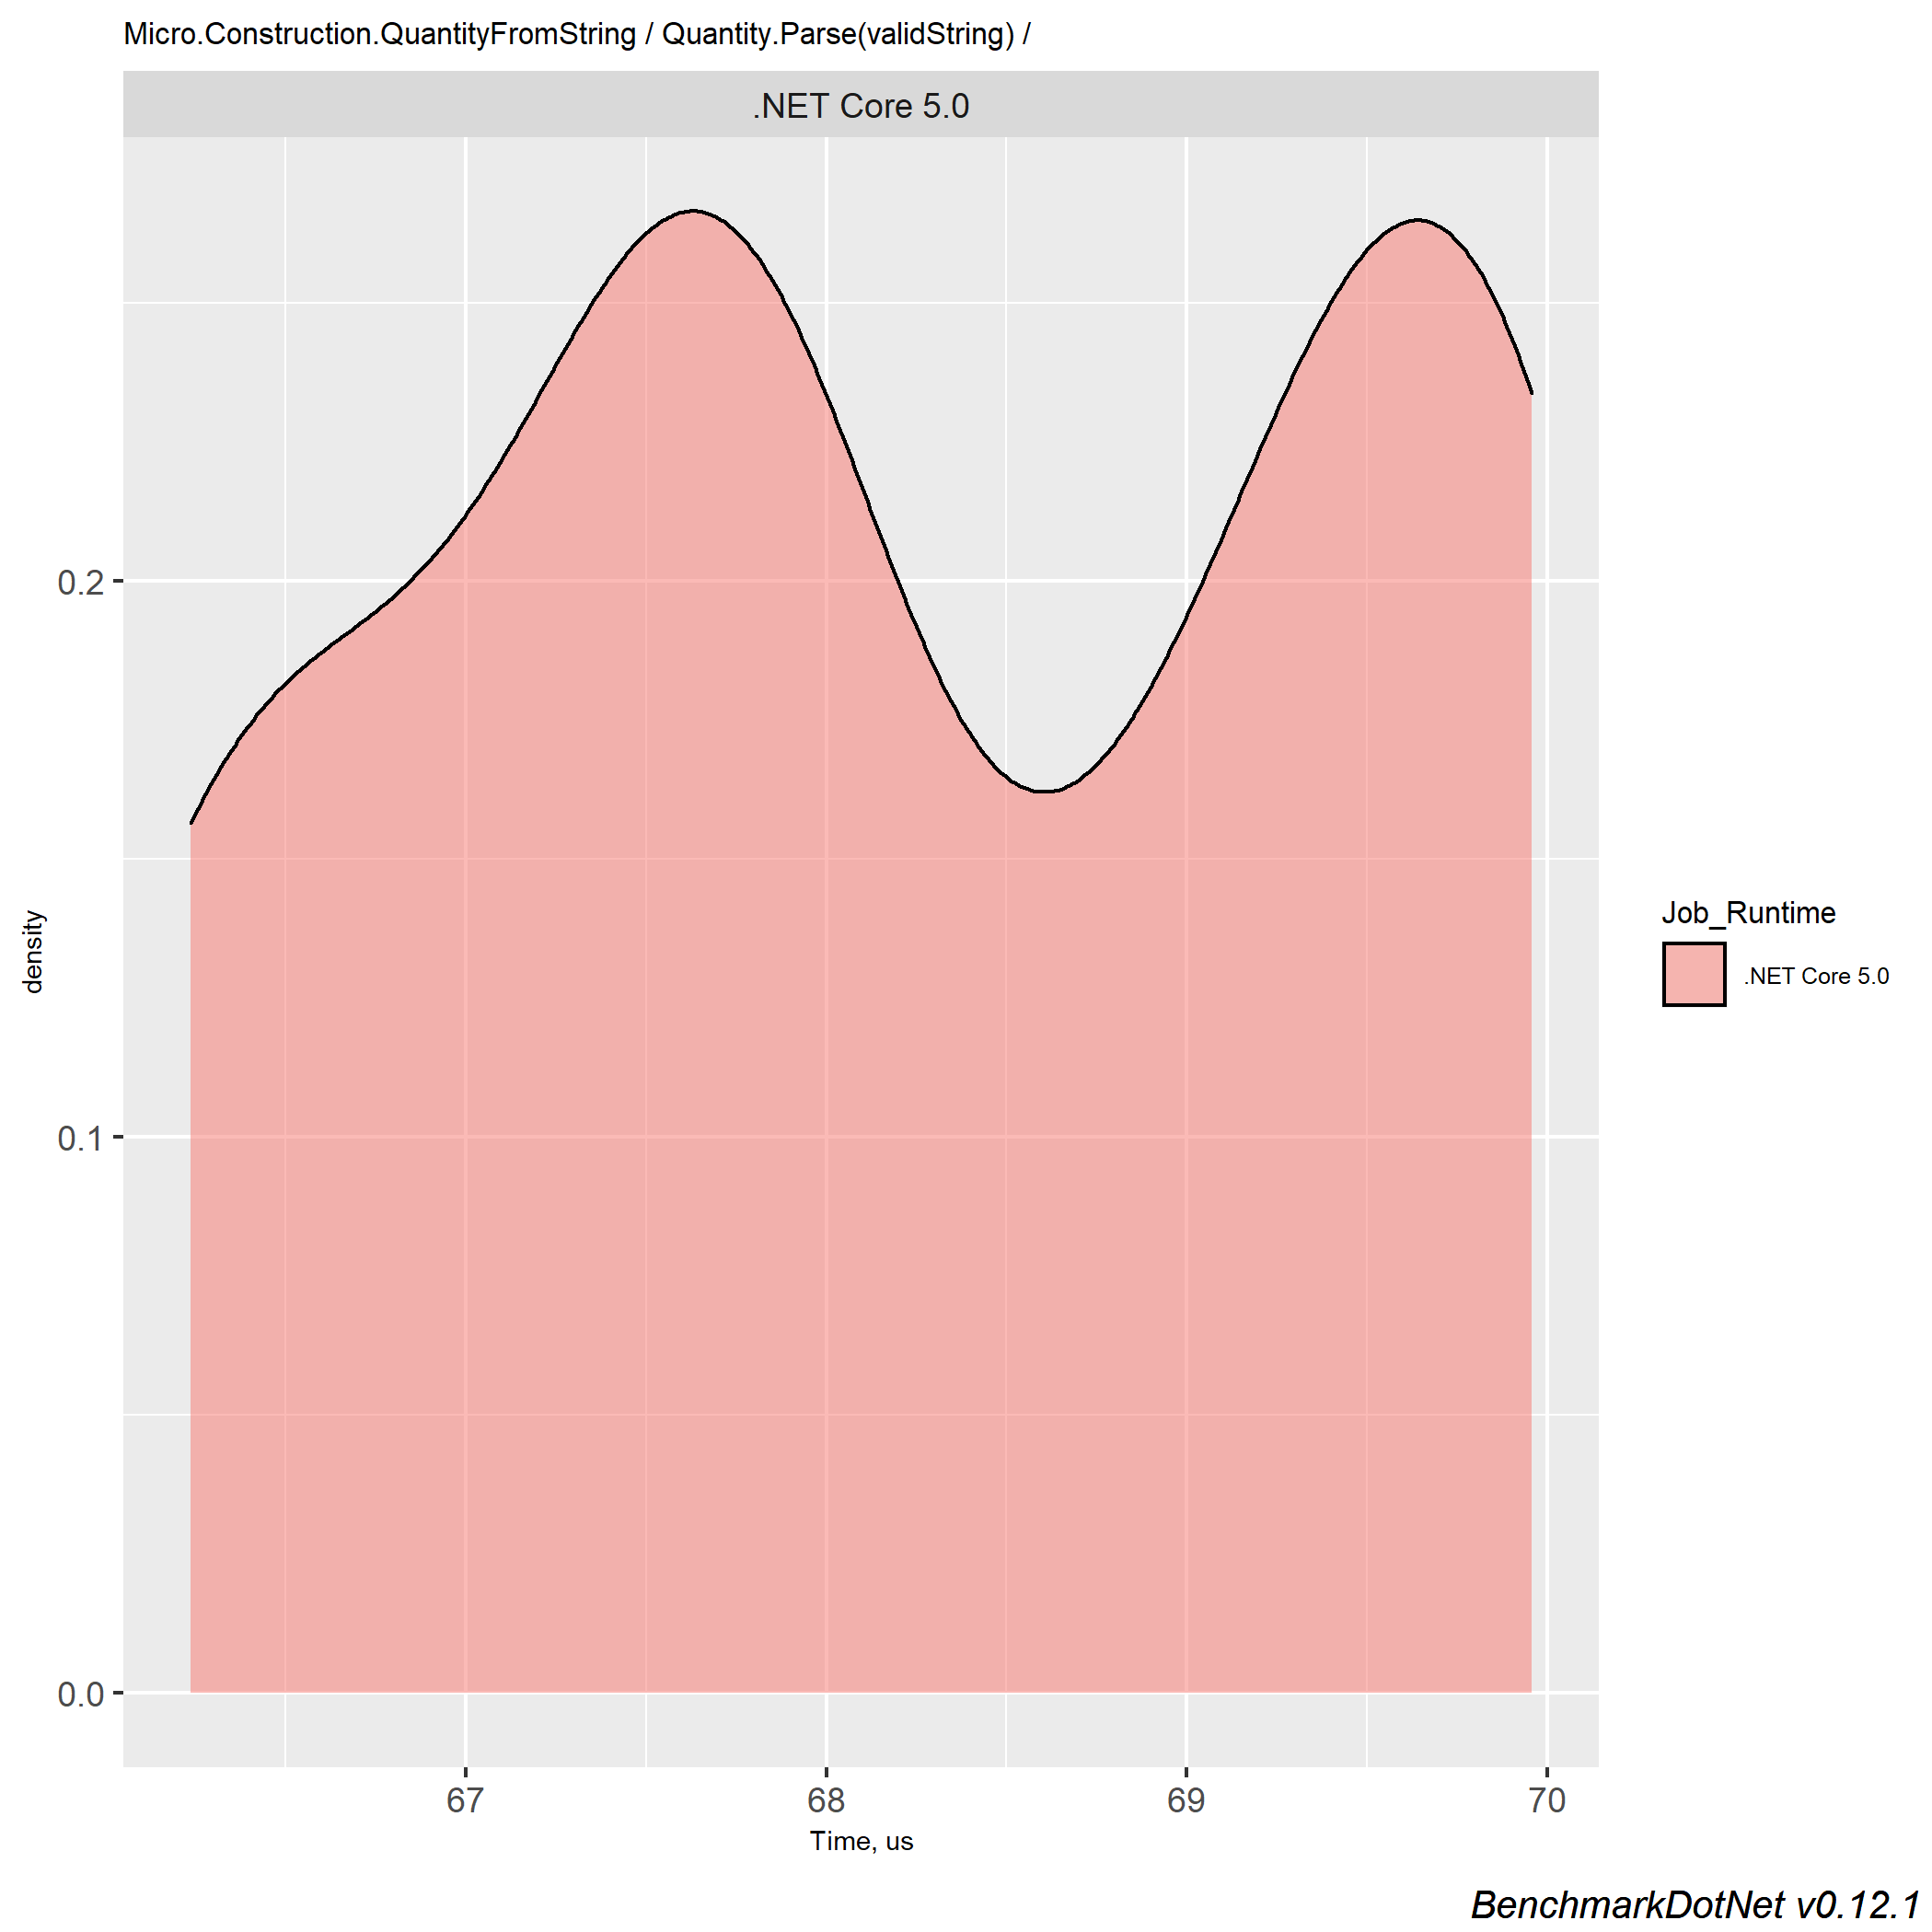 Micro.Construction.QuantityFromString / Quantity.Parse(validString) /
.NET Core 5.0
0.2
0.1
0.0
density
67
68
69
70
Time, us
Job_Runtime
.NET Core 5.0
BenchmarkDotNet v0.12.1